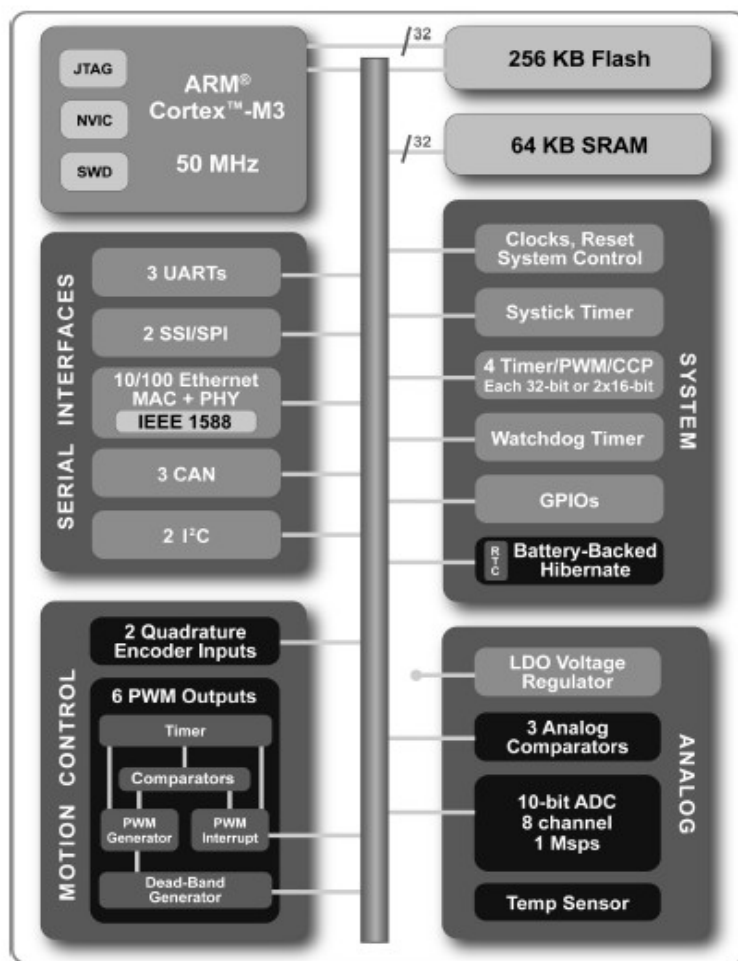 JTAG
NVIC
SWD
ARM®
Cortex™-M3
50 MHz
32
256 KB Flash
32
64 KB SRAM
SERIAL INTERFACES
3 UARTs
2 SSI/SPI
10/100 Ethernet
MAC + PHY
IEEE 1588
3 CAN
2 I²C
SYSTEM
Clocks, Reset
System Control
Systick Timer
4 Timer/PWM/CCP
Each 32-bit or 2x16-bit
Watchdog Timer
GPIOs
RTC
Battery-Backed
Hibernate
MOTION CONTROL
2 Quadrature
Encoder Inputs
6 PWM Outputs
Timer
Comparators
PWM
Generator
PWM
Interrupt
Dead-Band
Generator
ANALOG
LDO Voltage
Regulator
3 Analog
Comparators
10-bit ADC
8 channel
1 Msps
Temp Sensor